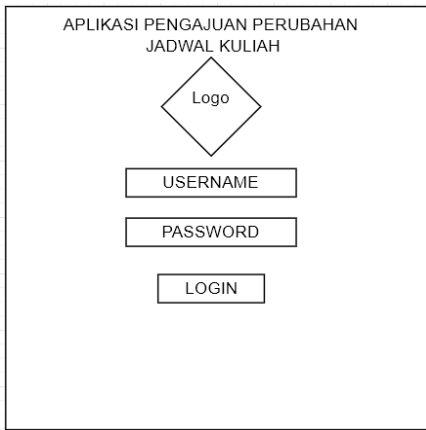 APLIKASI PENGAJUAN PERUBAHAN
JADWAL KULIAH
Logo
USERNAME
PASSWORD
LOGIN